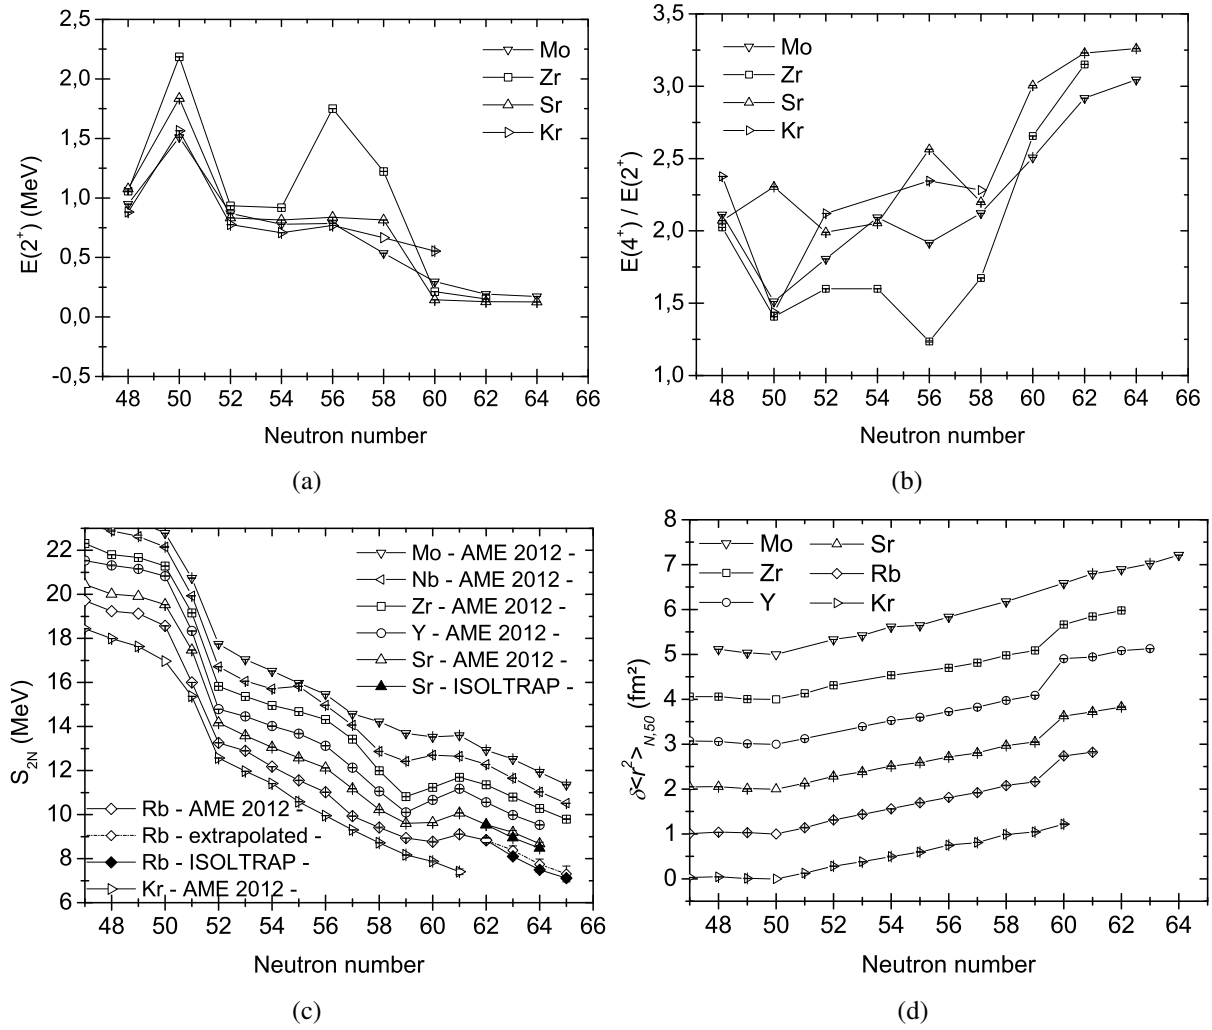 2,5
2,0
1,5
1,0
0,5
0,0
-0,5
E(2⁺) (MeV)
Mo
Zr
Sr
Kr
48 50 52 54 56 58 60 62 64 66
Neutron number
(a)
3,5
3,0
2,5
2,0
1,5
1,0
E(4⁺) / E(2⁺)
Mo
Zr
Sr
Kr
48 50 52 54 56 58 60 62 64 66
Neutron number
(b)
22
20
18
16
14
12
10
8
6
S₂N (MeV)
Mo - AME 2012 -
Nb - AME 2012 -
Zr - AME 2012 -
Y - AME 2012 -
Sr - AME 2012 -
Sr - ISOLTRAP -
Rb - AME 2012 -
Rb - extrapolated -
Rb - ISOLTRAP -
Kr - AME 2012 -
48 50 52 54 56 58 60 62 64 66
Neutron number
(c)
8
7
6
5
4
3
2
1
0
δ<r²>N,50 (fm²)
Mo Sr
Zr Rb
Y Kr
48 50 52 54 56 58 60 62 64
Neutron number
(d)